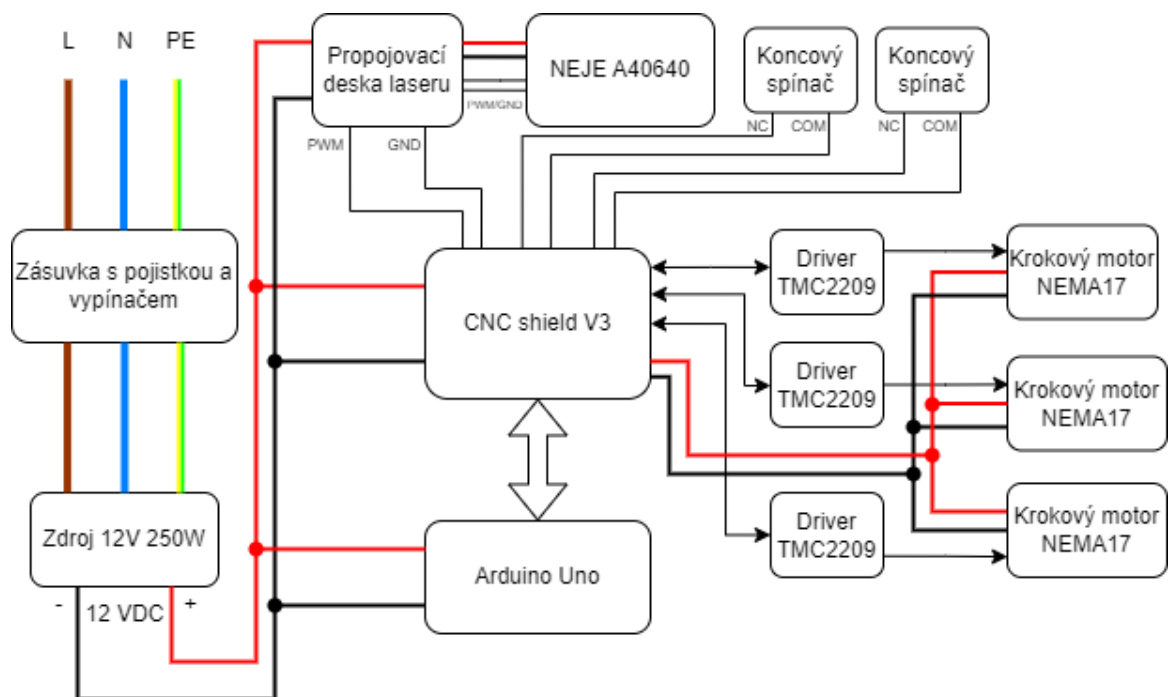 L N PE
Propojovací
deska laseru
NEJE A40640
PWM/GND
Koncový
spínač
Koncový
spínač
NC COM
NC COM
PWM GND
Zásuvka s pojistkou a
vypínačem
CNC shield V3
Driver
TMC2209
Krokový motor
NEMA17
Driver
TMC2209
Krokový motor
NEMA17
Driver
TMC2209
Krokový motor
NEMA17
Zdroj 12V 250W
- 12 VDC +
Arduino Uno